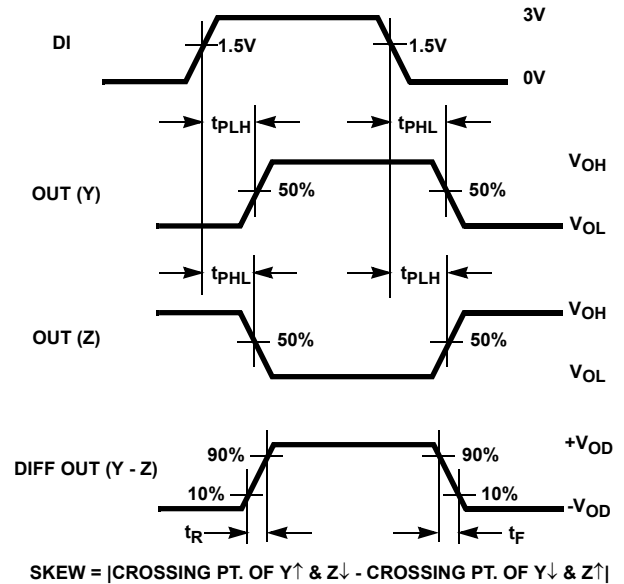 3V
DI
1.5V 1.5V
0V
tPLH tPHL
VOH
50% 50%
OUT (Y)
VOL
tPHL tPLH
VOH
OUT (Z)
50% 50%
VOL
+VOD
90% 90%
DIFF OUT (Y - Z)
10% 10%
-VOD
tR tF
SKEW = |CROSSING PT. OF Y↑ & Z↓ - CROSSING PT. OF Y↓ & Z↑|